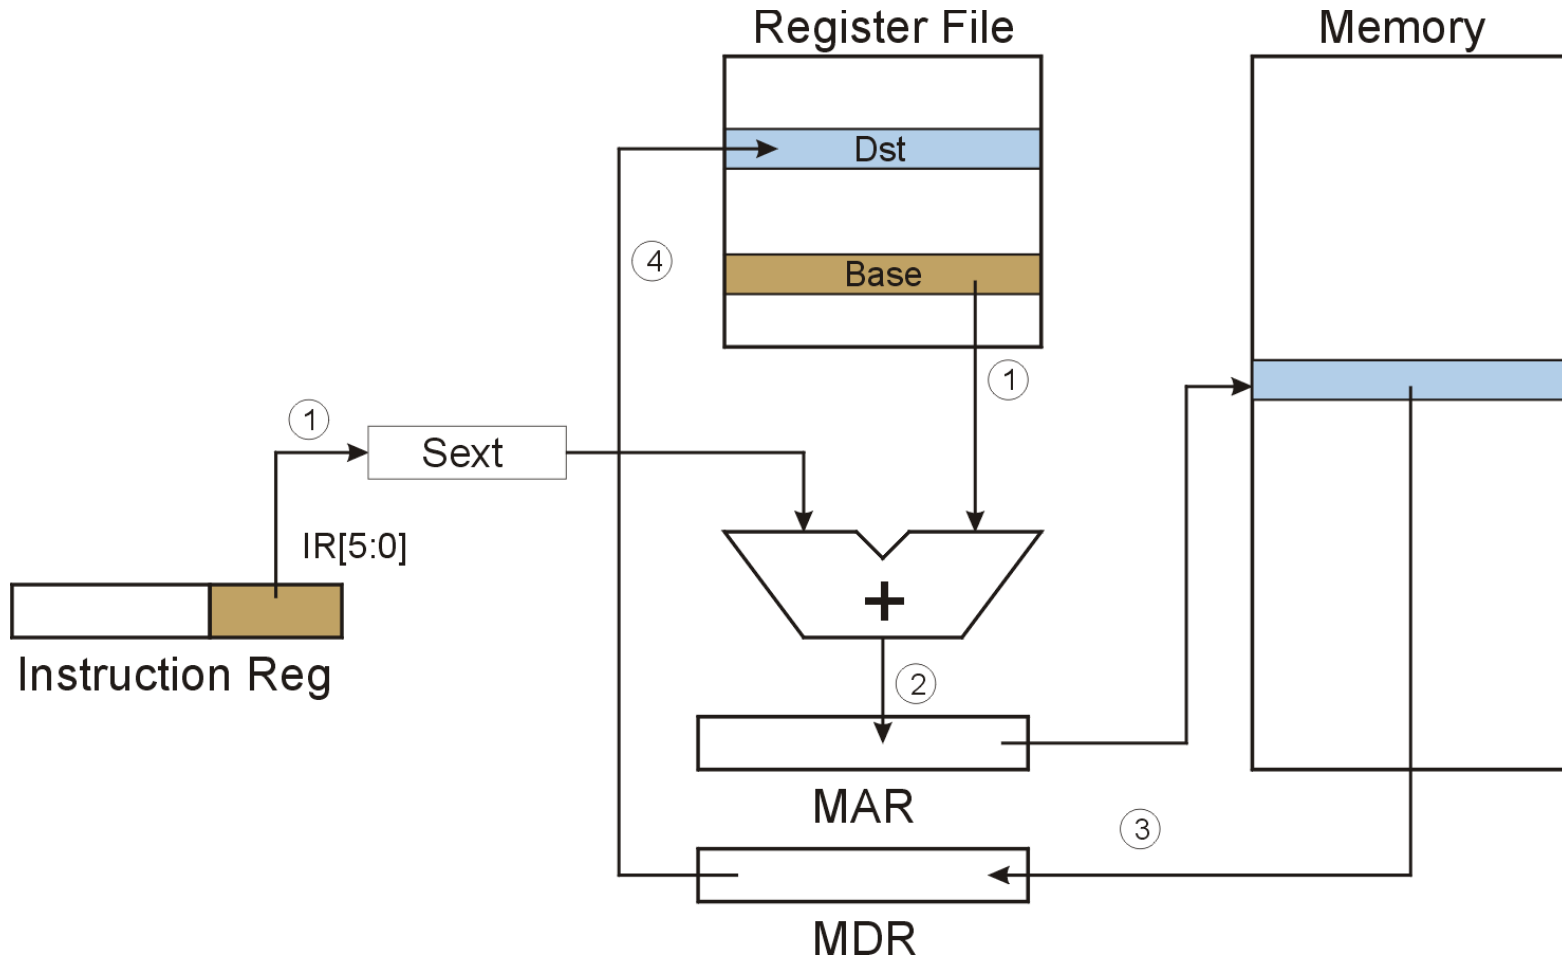 Register File
Memory
Dst
4
Base
1
1
Sext
IR[5:0]
+
Instruction Reg
2
MAR
3
MDR